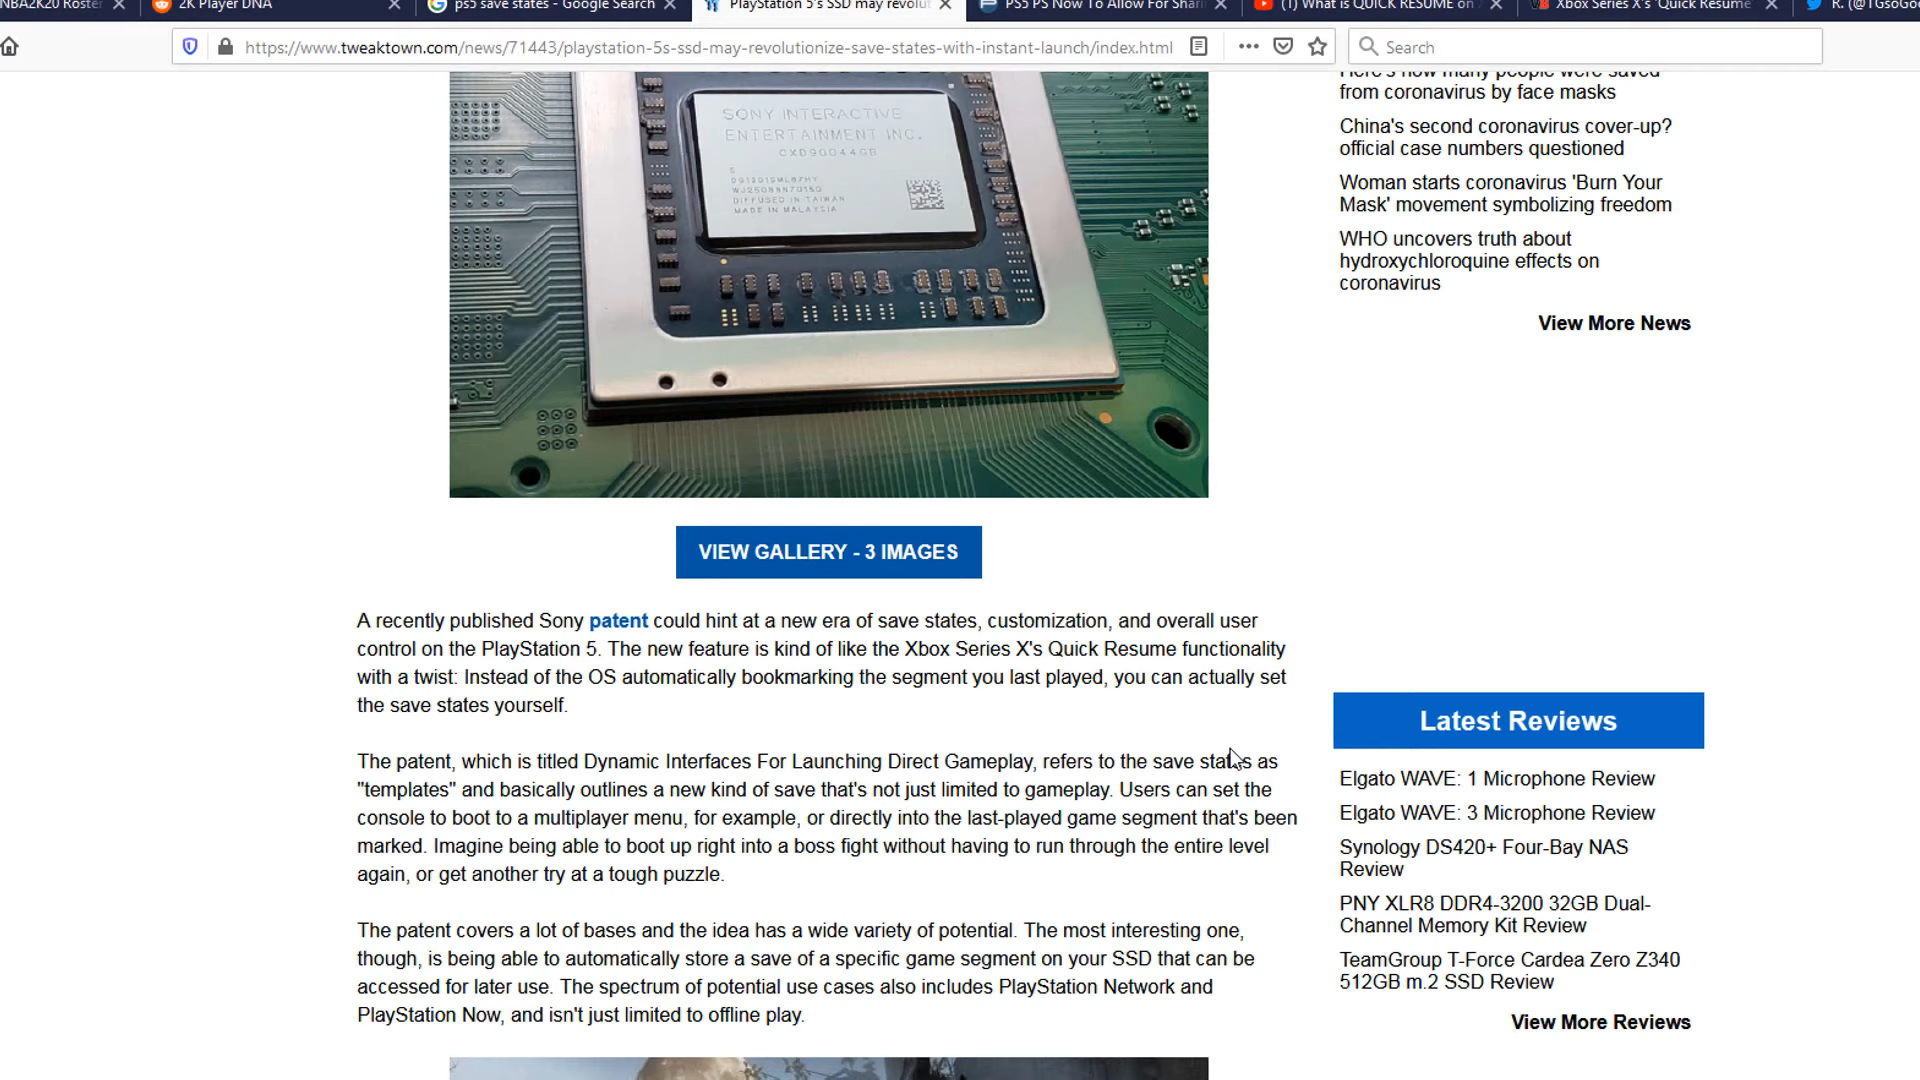 NBA2K20 Roster
2K Player DNA
ps5 save states - Google Search
PlayStation 5's SSD may revolut
PS5 PS Now To Allow For Shari
(1) What is QUICK RESUME on
Xbox Series X's 'Quick Resume'
R. (@TGsoGoo
https://www.tweaktown.com/news/71443/playstation-5s-ssd-may-revolutionize-save-states-with-instant-launch/index.html
Search
SONY INTERACTIVE
ENTERTAINMENT INC.
CXD90044GB
DIFFUSED IN TAIWAN
MADE IN MALAYSIA
Here's how many people were saved
from coronavirus by face masks
China's second coronavirus cover-up?
official case numbers questioned
Woman starts coronavirus 'Burn Your
Mask' movement symbolizing freedom
WHO uncovers truth about
hydroxychloroquine effects on
coronavirus
View More News
VIEW GALLERY - 3 IMAGES
A recently published Sony patent could hint at a new era of save states, customization, and overall user
control on the PlayStation 5. The new feature is kind of like the Xbox Series X's Quick Resume functionality
with a twist: Instead of the OS automatically bookmarking the segment you last played, you can actually set
the save states yourself.
The patent, which is titled Dynamic Interfaces For Launching Direct Gameplay, refers to the save states as
"templates" and basically outlines a new kind of save that's not just limited to gameplay. Users can set the
console to boot to a multiplayer menu, for example, or directly into the last-played game segment that's been
marked. Imagine being able to boot up right into a boss fight without having to run through the entire level
again, or get another try at a tough puzzle.
The patent covers a lot of bases and the idea has a wide variety of potential. The most interesting one,
though, is being able to automatically store a save of a specific game segment on your SSD that can be
accessed for later use. The spectrum of potential use cases also includes PlayStation Network and
PlayStation Now, and isn't just limited to offline play.
Latest Reviews
Elgato WAVE: 1 Microphone Review
Elgato WAVE: 3 Microphone Review
Synology DS420+ Four-Bay NAS
Review
PNY XLR8 DDR4-3200 32GB Dual-
Channel Memory Kit Review
TeamGroup T-Force Cardea Zero Z340
512GB m.2 SSD Review
View More Reviews